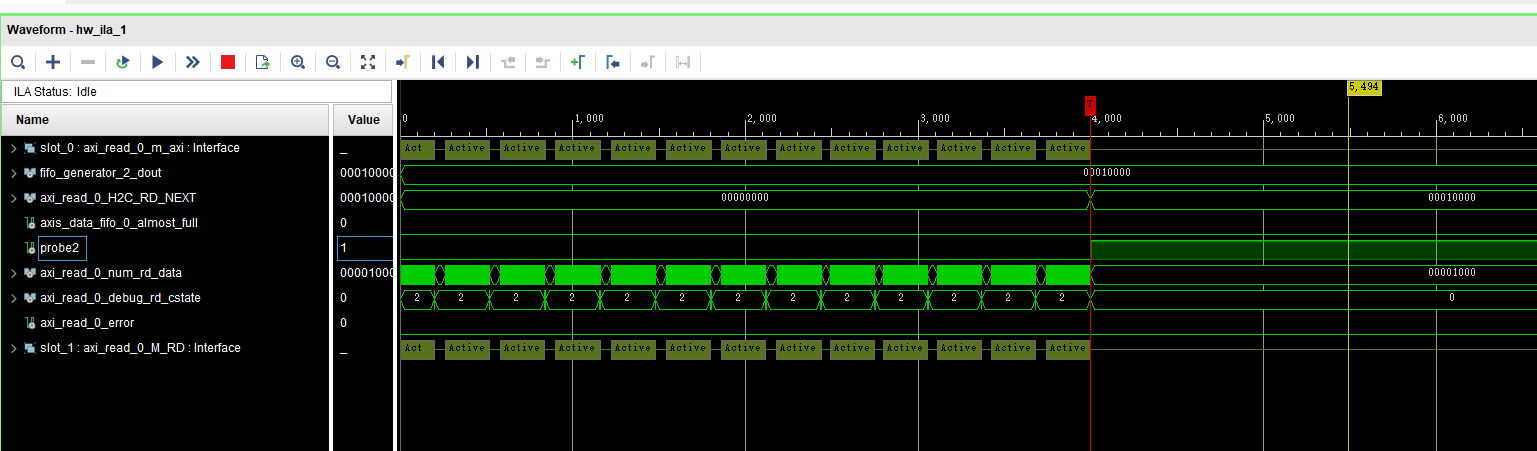 Waveform - hw_ila_1
ILA Status: Idle
Name Value
5,494
T
0 1,000 2,000 3,000 4,000 5,000 6,000
slot_0 : axi_read_0_m_axi : Interface _ Act Active Active Active Active Active Active Active Active Active Active Active Active
fifo_generator_2_dout 00010000 00010000
axi_read_0_H2C_RD_NEXT 00010000 00000000 00010000
axis_data_fifo_0_almost_full 0
probe2 1
axi_read_0_num_rd_data 00001000 00001000
axi_read_0_debug_rd_cstate 0 2 2 2 2 2 2 2 2 2 2 2 2 2 0
axi_read_0_error 0
slot_1 : axi_read_0_M_RD : Interface _ Act Active Active Active Active Active Active Active Active Active Active Active Active